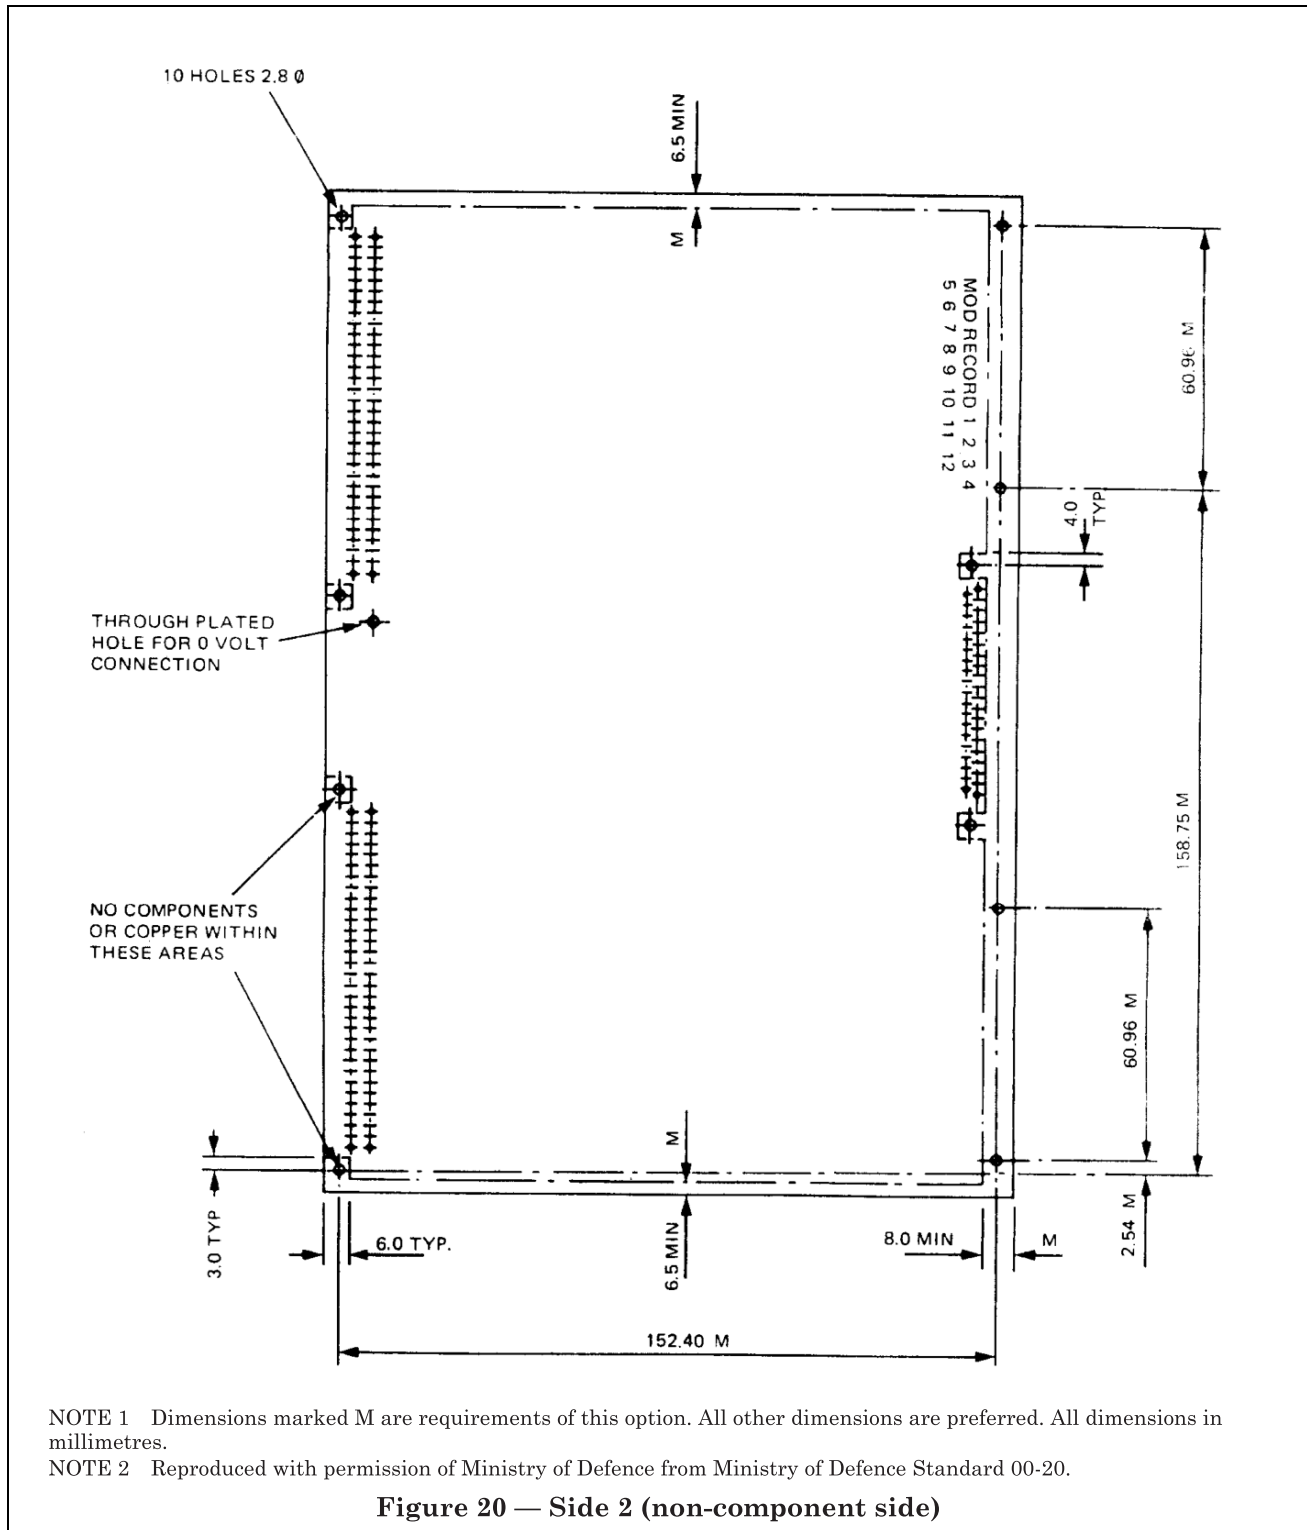 10 HOLES 2.8 Ø
6.5 MIN
M
MOD RECORD 1 2 3 4
5 6 7 8 9 10 11 12
60.96 M
4.0
TYP
THROUGH PLATED
HOLE FOR 0 VOLT
CONNECTION
158.75 M
NO COMPONENTS
OR COPPER WITHIN
THESE AREAS
60.96 M
M
3.0 TYP
6.0 TYP.
6.5 MIN
8.0 MIN
M
2.54 M
152.40 M
NOTE 1 Dimensions marked M are requirements of this option. All other dimensions are preferred. All dimensions in
millimetres.
NOTE 2 Reproduced with permission of Ministry of Defence from Ministry of Defence Standard 00-20.
Figure 20 — Side 2 (non-component side)